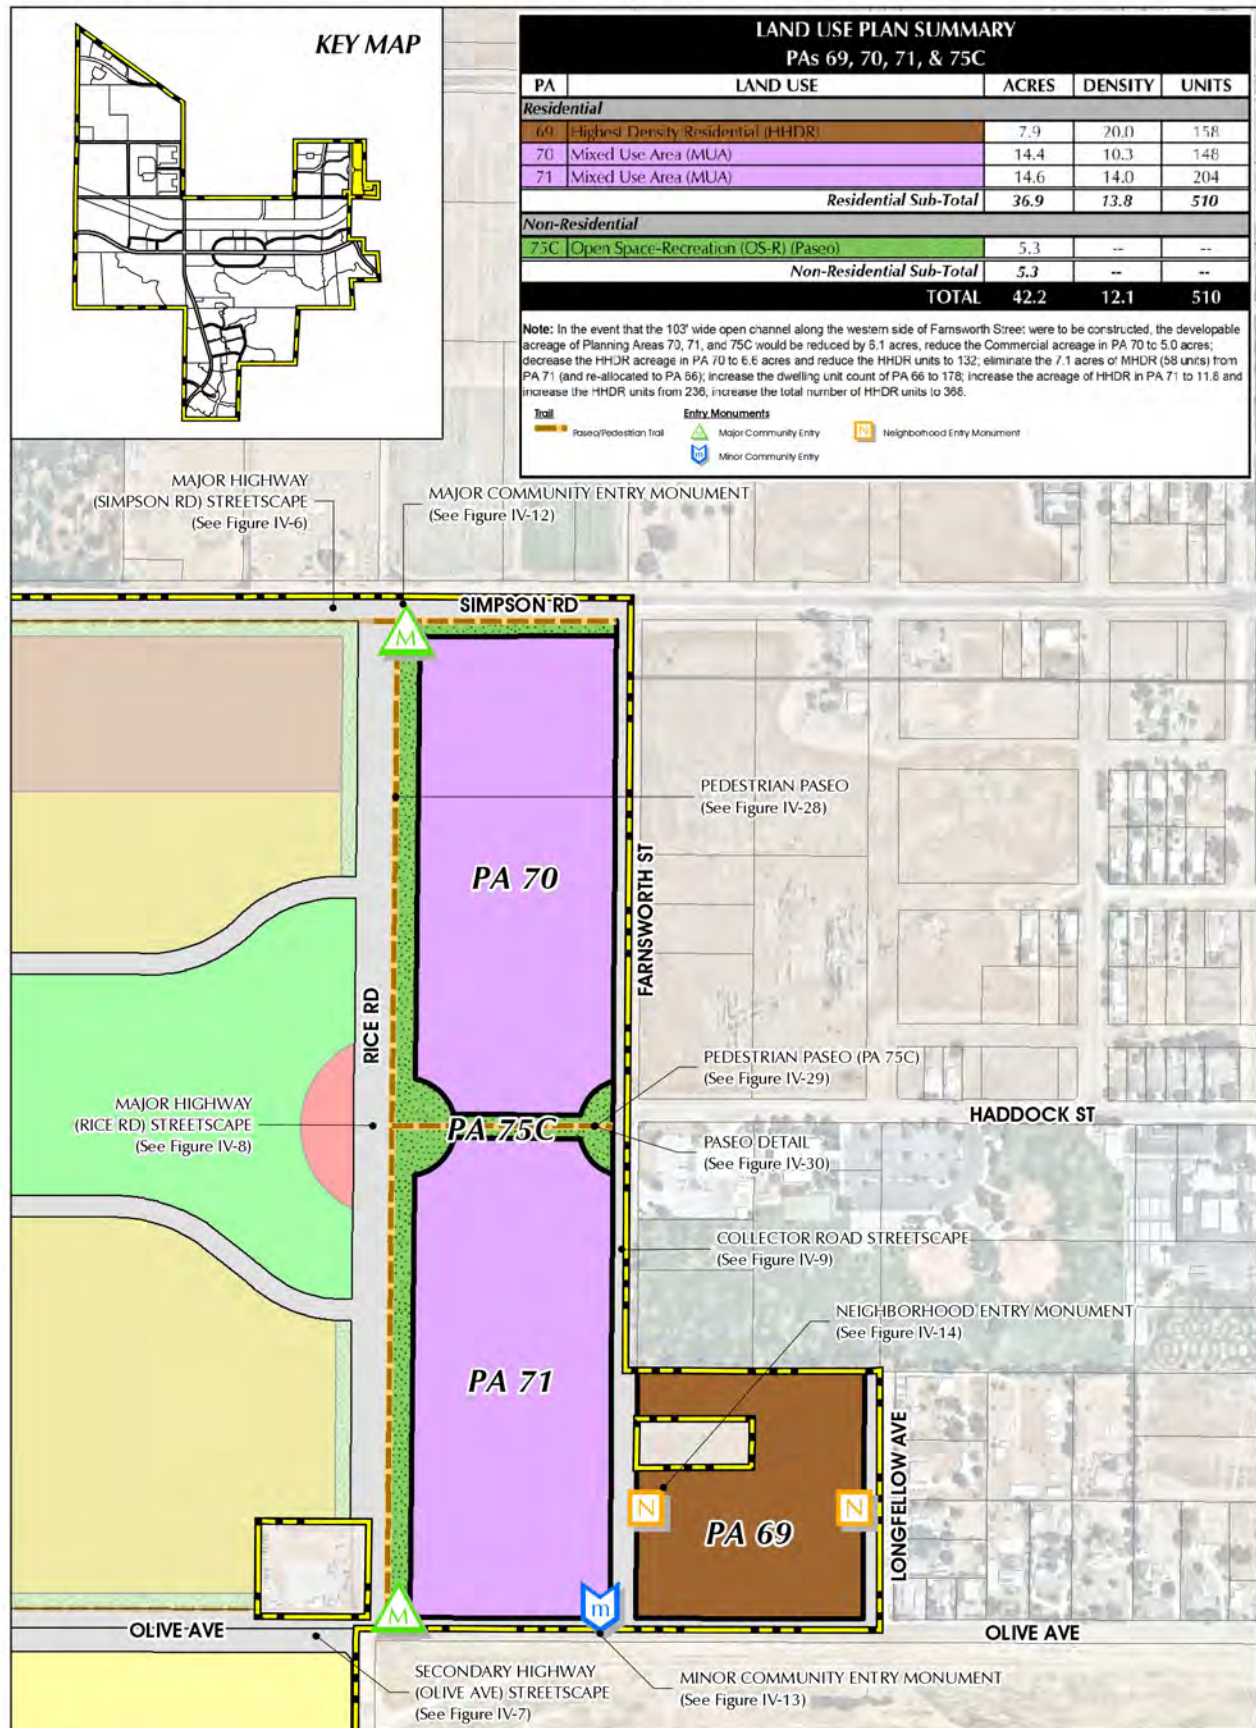 KEY MAP
LAND USE PLAN SUMMARY
PAs 69, 70, 71, & 75C
PA LAND USE ACRES DENSITY UNITS
Residential
69 Highest Density Residential (HHDR) 7.9 20.0 158
70 Mixed Use Area (MUA) 14.4 10.3 148
71 Mixed Use Area (MUA) 14.6 14.0 204
Residential Sub-Total 36.9 13.8 510
Non-Residential
75C Open Space-Recreation (OS-R) (Paseo) 5.3 -- --
Non-Residential Sub-Total 5.3 -- --
TOTAL 42.2 12.1 510
Note: In the event that the 103' wide open channel along the western side of Farnsworth Street were to be constructed, the developable
acreage of Planning Areas 70, 71, and 75C would be reduced by 6.1 acres, reduce the Commercial acreage in PA 70 to 5.0 acres;
decrease the HHDR acreage in PA 70 to 6.6 acres and reduce the HHDR units to 132; eliminate the 7.1 acres of MHDR (58 units) from
PA 71 (and re-allocated to PA 66); increase the dwelling unit count of PA 66 to 178; increase the acreage of HHDR in PA 71 to 11.8 and
increase the HHDR units from 236; increase the total number of HHDR units to 368.
Trail
Paseo/Pedestrian Trail
Entry Monuments
M Major Community Entry
m Minor Community Entry
N Neighborhood Entry Monument
MAJOR HIGHWAY
(SIMPSON RD) STREETSCAPE
(See Figure IV-6)
MAJOR COMMUNITY ENTRY MONUMENT
(See Figure IV-12)
SIMPSON RD
M
PEDESTRIAN PASEO
(See Figure IV-28)
PA 70
FARNSWORTH ST
RICE RD
PEDESTRIAN PASEO (PA 75C)
(See Figure IV-29)
MAJOR HIGHWAY
(RICE RD) STREETSCAPE
(See Figure IV-8)
HADDOCK ST
PA 75C
PASEO DETAIL
(See Figure IV-30)
COLLECTOR ROAD STREETSCAPE
(See Figure IV-9)
NEIGHBORHOOD ENTRY MONUMENT
(See Figure IV-14)
PA 71
LONGFELLOW AVE
N
N
PA 69
M
m
OLIVE AVE
OLIVE AVE
SECONDARY HIGHWAY
(OLIVE AVE) STREETSCAPE
(See Figure IV-7)
MINOR COMMUNITY ENTRY MONUMENT
(See Figure IV-13)